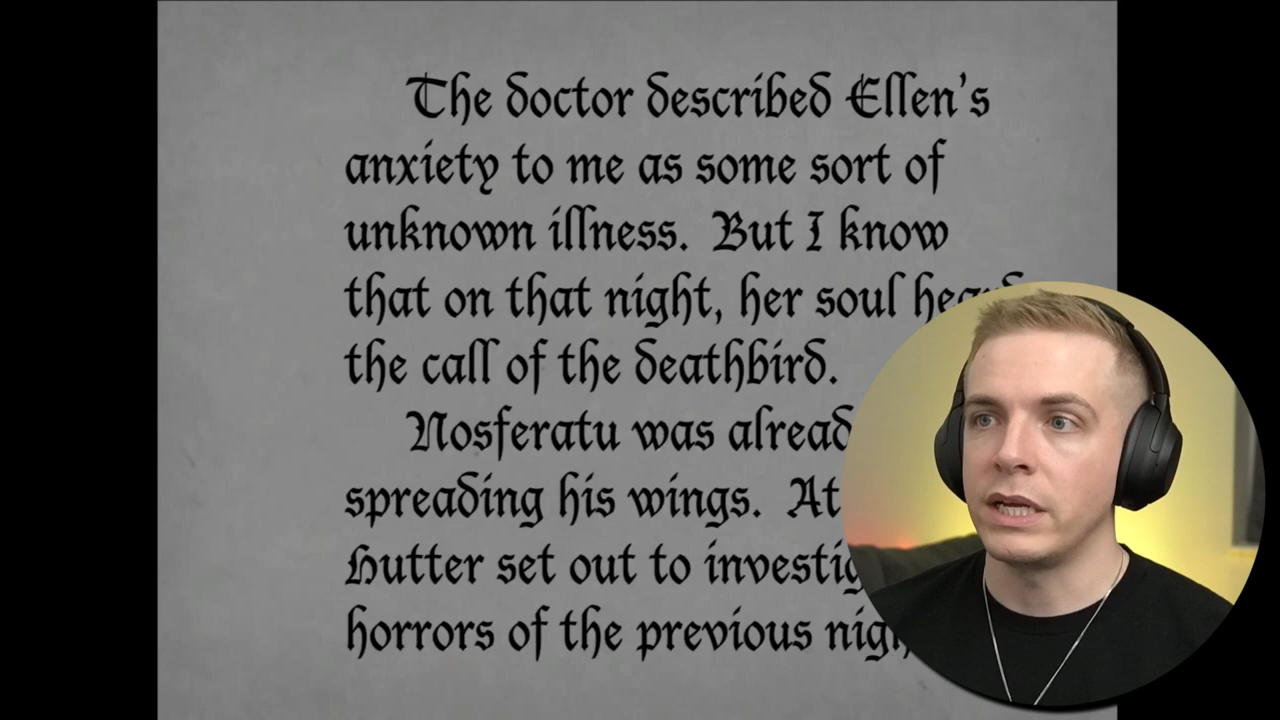 The doctor described Ellen's
anxiety to me as some sort of
unknown illness. But I know
that on that night, her soul heard
the call of the deathbird.
Nosferatu was
spreading his wings. At
Hutter set out to
horrors of the previous